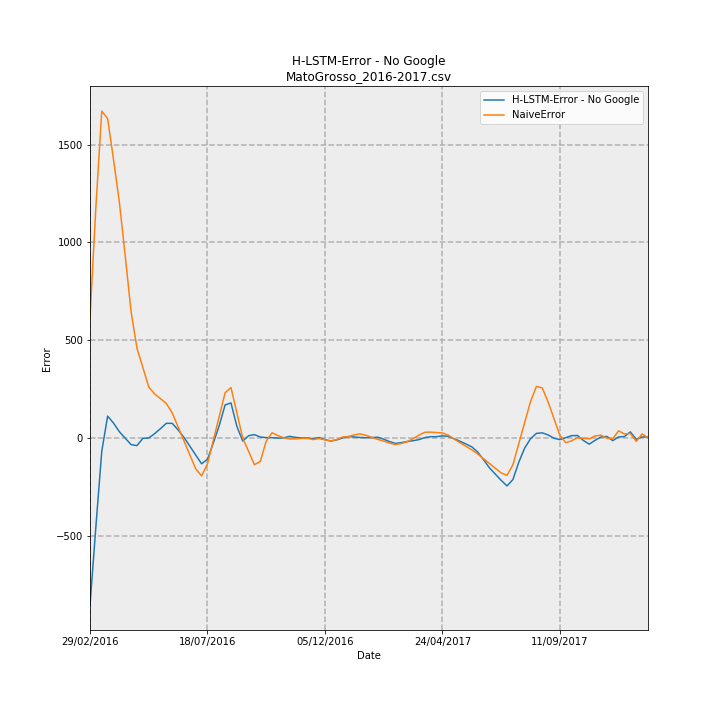 H-LSTM-Error - No Google
MatoGrosso_2016-2017.csv
H-LSTM-Error - No Google
NaiveError
1500
1000
500
0
−500
Error
29/02/2016 18/07/2016 05/12/2016 24/04/2017 11/09/2017
Date